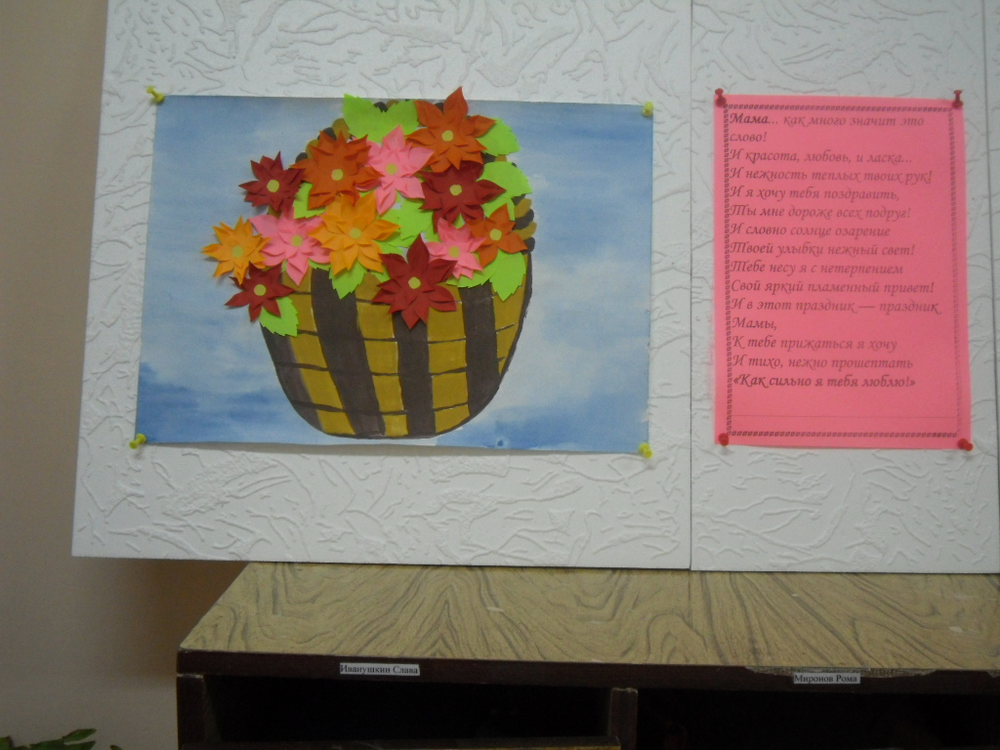 Мама... как много значит это
слово!
И красота, любовь, и ласка...
И нежность теплых твоих рук!
И я хочу тебя поздравить,
Ты мне дороже всех подруг!
И словно солнце озарение
Твоей улыбки нежный свет!
Тебе несу я с нетерпением
Свой яркий пламенный привет!
И в этот праздник — праздник
Мамы,
К тебе прижаться я хочу
И тихо, нежно прошептать
«Как сильно я тебя люблю!»
Иванушкин Слава
Миронов Рома